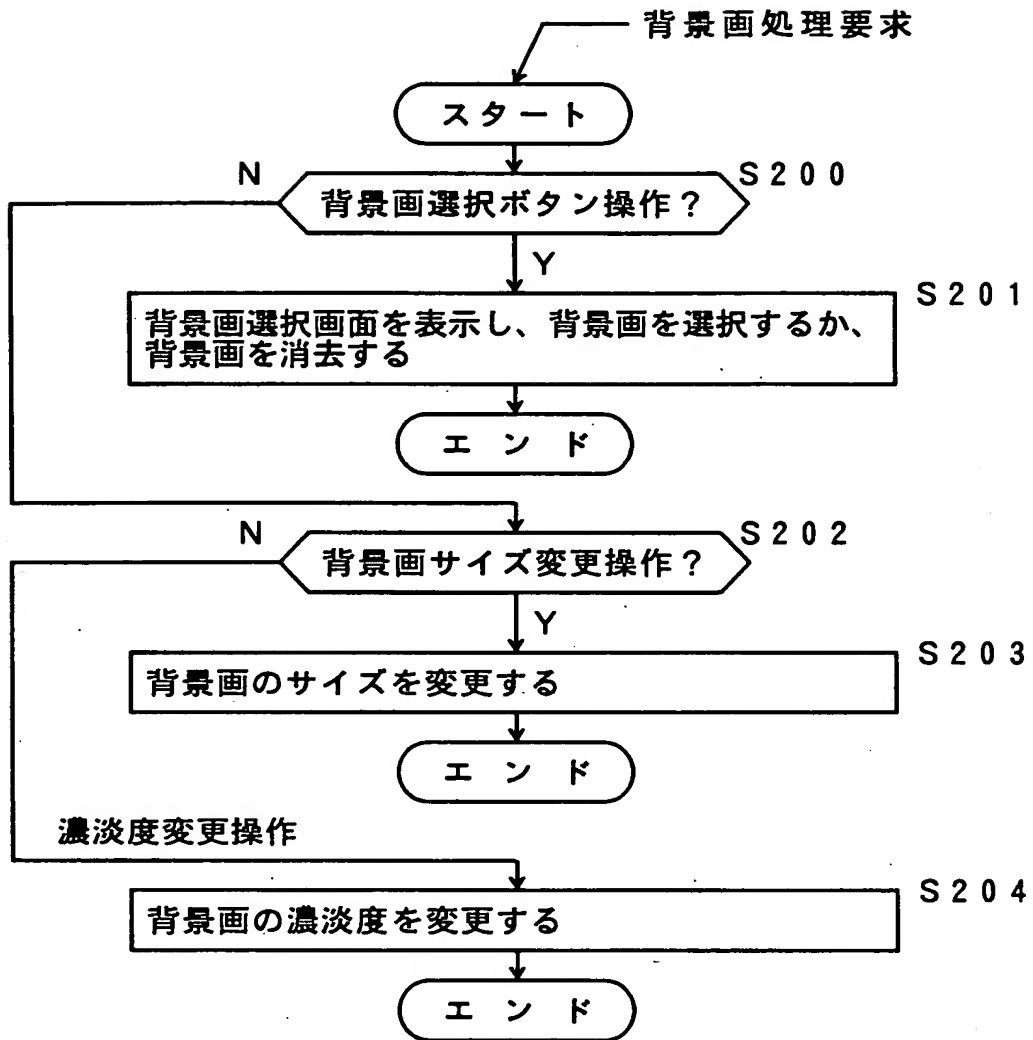 背景画処理要求
スタート
N
S200
背景画選択ボタン操作？
Y
S201
背景画選択画面を表示し、背景画を選択するか、
背景画を消去する
エンド
N
S202
背景画サイズ変更操作？
Y
S203
背景画のサイズを変更する
エンド
濃淡度変更操作
S204
背景画の濃淡度を変更する
エンド